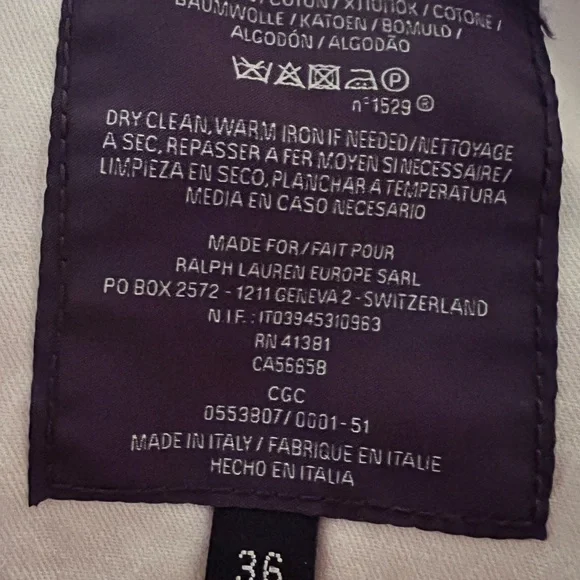 COTON / ХЛОПОК / COTONE /
BAUMWOLLE / KATOEN / BOMULD /
ALGODÓN / ALGODÃO
n°1529 ®
DRY CLEAN, WARM IRON IF NEEDED/NETTOYAGE
A SEC, REPASSER A FER MOYEN SI NECESSAIRE/
LIMPIEZA EN SECO, PLANCHAR A TEMPERATURA
MEDIA EN CASO NECESARIO
MADE FOR/FAIT POUR
RALPH LAUREN EUROPE SARL
PO BOX 2572 - 1211 GENEVA 2 - SWITZERLAND
N.I.F.: IT03945310963
RN 41381
CA56658
CGC
0553807/0001-51
MADE IN ITALY / FABRIQUE EN ITALIE
HECHO EN ITALIA
36